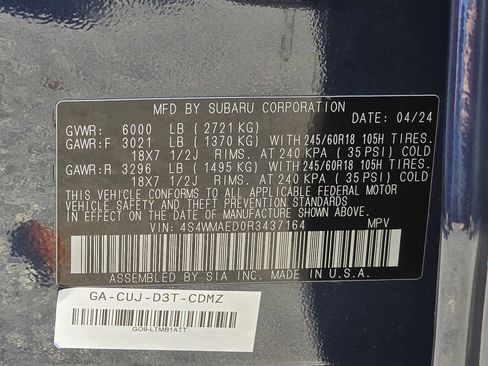 MFD BY SUBARU CORPORATION
DATE: 04/24
GVWR: 6000 LB ( 2721 KG)
GAWR:F 3021 LB ( 1370 KG) WITH 245/60R18 105H TIRES.
18X7 1/2J RIMS. AT 240 KPA ( 35 PSI) COLD
GAWR:R 3296 LB ( 1495 KG) WITH 245/60R18 105H TIRES.
18X7 1/2J RIMS. AT 240 KPA ( 35 PSI) COLD
THIS VEHICLE CONFORMS TO ALL APPLICABLE FEDERAL MOTOR
VEHICLE SAFETY AND THEFT PREVENTION STANDARDS
IN EFFECT ON THE DATE OF MANUFACTURE SHOWN ABOVE.
VIN: 4S4WMAED0R3437164 MPV
ASSEMBLED BY SIA INC. MADE IN U.S.A.
GA-CUJ-D3T-CDMZ
GO9-LTMB1ATT